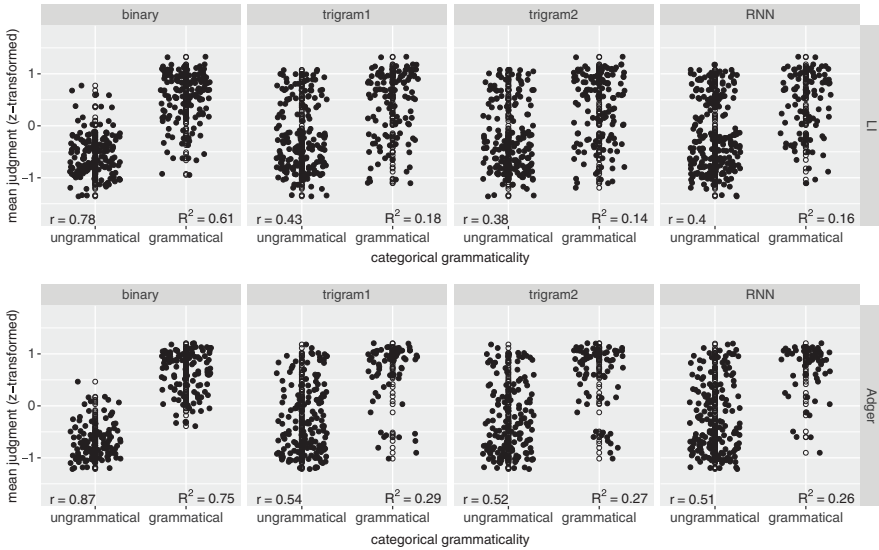 binary trigram1 trigram2 RNN
mean judgment (z−transformed)
LI
1
0
−1
r = 0.78 R² = 0.61 r = 0.43 R² = 0.18 r = 0.38 R² = 0.14 r = 0.4 R² = 0.16
ungrammatical grammatical ungrammatical grammatical ungrammatical grammatical ungrammatical grammatical
categorical grammaticality
binary trigram1 trigram2 RNN
mean judgment (z−transformed)
Adger
1
0
−1
r = 0.87 R² = 0.75 r = 0.54 R² = 0.29 r = 0.52 R² = 0.27 r = 0.51 R² = 0.26
ungrammatical grammatical ungrammatical grammatical ungrammatical grammatical ungrammatical grammatical
categorical grammaticality